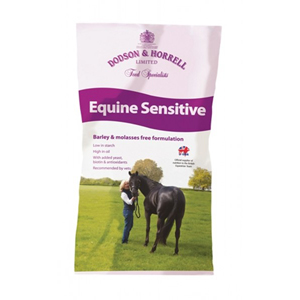 DODSON & HORRELL
LIMITED
Feed Specialists
Equine Sensitive
Barley & molasses free formulation
Low in starch
High in oil
With added yeast,
biotin & antioxidants
Recommended by vets